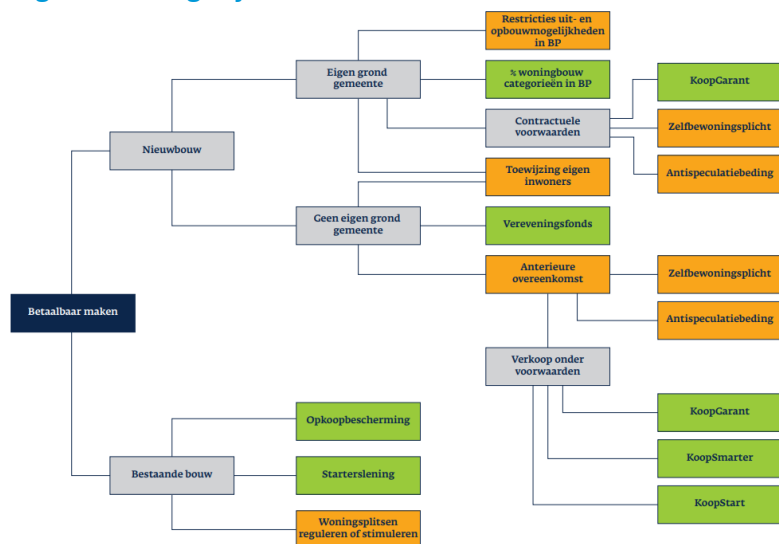 Restricties uit- en
opbouwmogelijkheden
in BP
Eigen grond
gemeente
% woningbouw
categorieën in BP
KoopGarant
Contractuele
voorwaarden
Zelfbewoningsplicht
Nieuwbouw
Toewijzing eigen
inwoners
Antispeculatiebeding
Geen eigen grond
gemeente
Vereveningsfonds
Anterieure
overeenkomst
Zelfbewoningsplicht
Betaalbaar maken
Antispeculatiebeding
Verkoop onder
voorwaarden
Opkoopbescherming
KoopGarant
Bestaande bouw
Starterslening
KoopSmarter
KoopStart
Woningsplitsen
reguleren of stimuleren